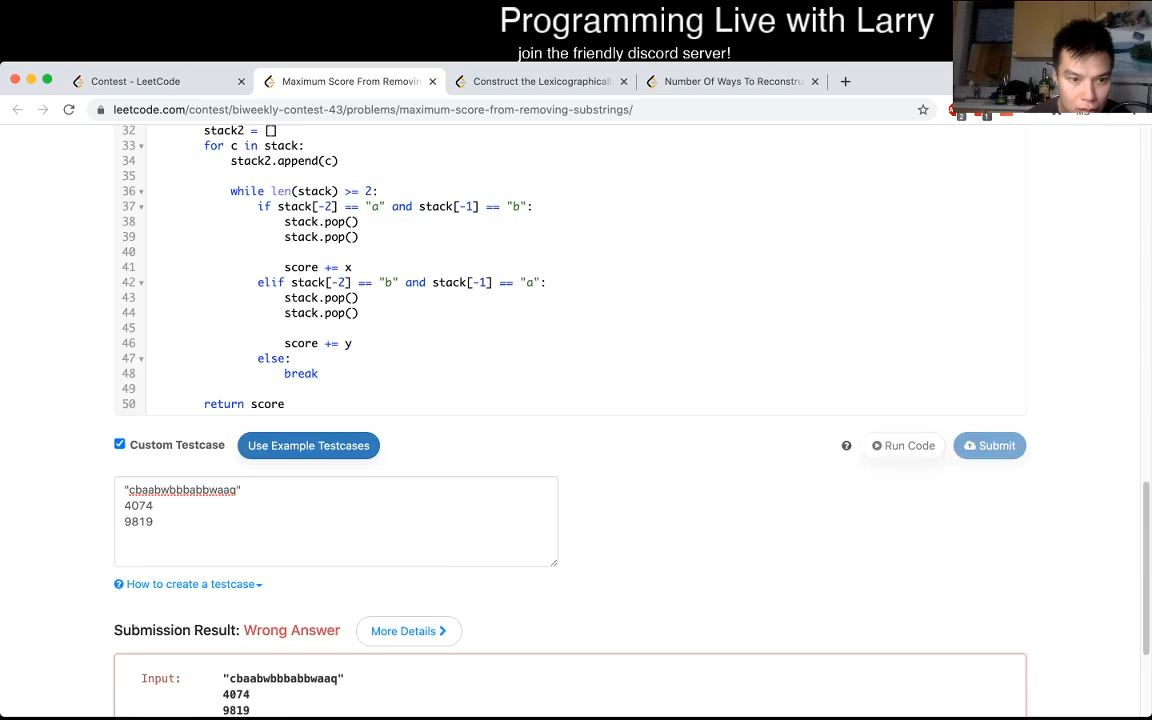 Programming Live with Larry
join the friendly discord server!
Contest - LeetCode
Maximum Score From Removin
Construct the Lexicographical
Number Of Ways To Reconstru
leetcode.com/contest/biweekly-contest-43/problems/maximum-score-from-removing-substrings/
2
1
32 stack2 = []
33 for c in stack:
34 stack2.append(c)
35
36 while len(stack) >= 2:
37 if stack[-2] == "a" and stack[-1] == "b":
38 stack.pop()
39 stack.pop()
40
41 score += x
42 elif stack[-2] == "b" and stack[-1] == "a":
43 stack.pop()
44 stack.pop()
45
46 score += y
47 else:
48 break
49
50 return score
Custom Testcase
Use Example Testcases
Run Code
Submit
"cbaabwbbbabbwaaq"
4074
9819
How to create a testcase
Submission Result: Wrong Answer
More Details
Input: "cbaabwbbbabbwaaq"
4074
9819